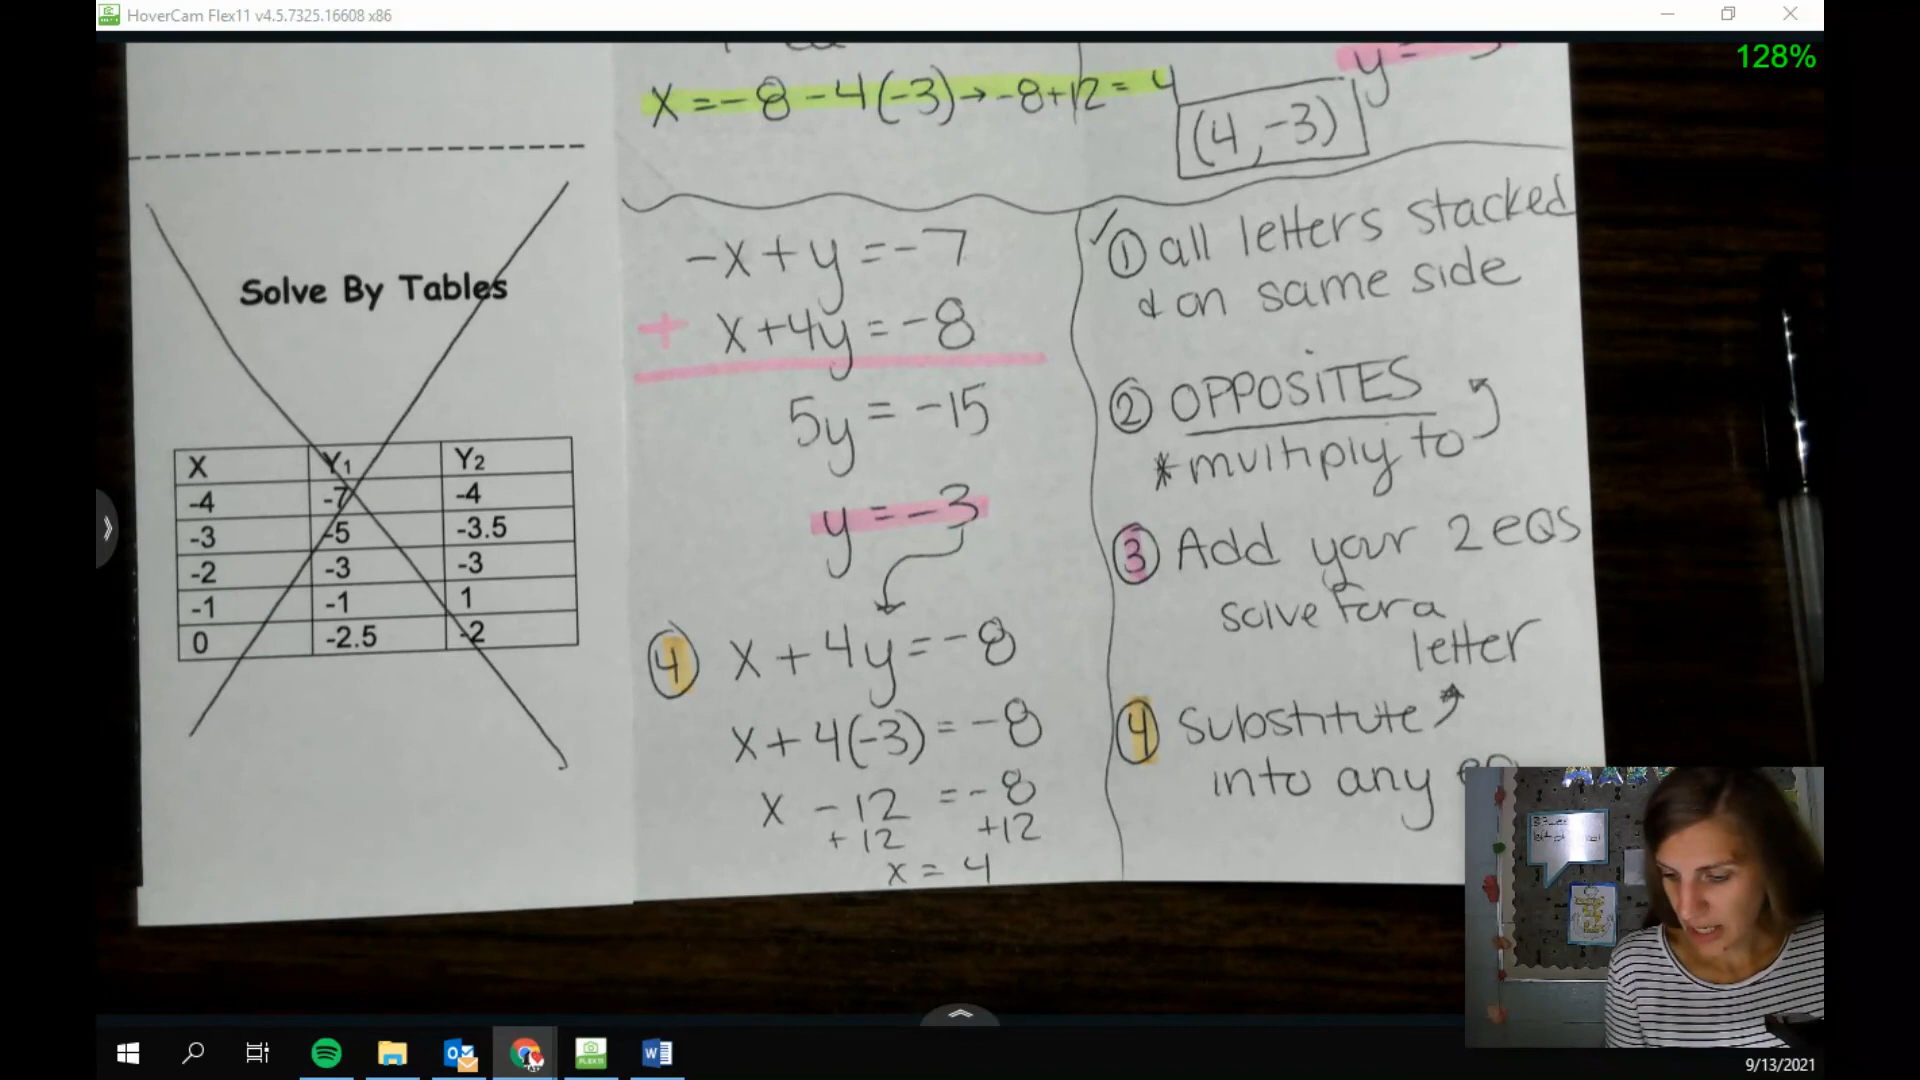 HoverCam Flex11 v4.5.7325.16608 x86
128%
x = -8 - 4(-3) → -8+12 = 4
(4, -3)
Solve By Tables
X Y₁ Y₂
-4 -7 -4
-3 -5 -3.5
-2 -3 -3
-1 -1 1
0 -2.5 -2
-x + y = -7
+ x + 4y = -8
5y = -15
y = -3
④ x + 4y = -8
x + 4(-3) = -8
x - 12 = -8
+12 +12
x = 4
✓① all letters stacked
& on same side
② OPPOSITES
* multiply to
③ Add your 2 eqs
solve for a
letter
④ Substitute
into any
9/13/2021